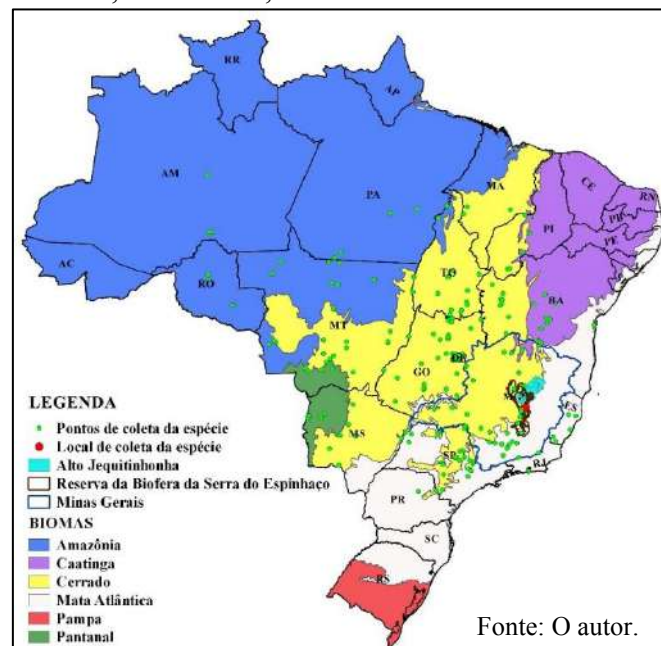 RR
AP
AM
PA
MA
CE
RN
PI
PB
PE
AC
TO
RO
BA
MT
DF
GO
MS
ES
SP
RJ
PR
SC
RS
LEGENDA
Pontos de coleta da espécie
Local de coleta da espécie
Alto Jequitinhonha
Reserva da Biofera da Serra do Espinhaço
Minas Gerais
BIOMAS
Amazônia
Caatinga
Cerrado
Mata Atlântica
Pampa
Pantanal
Fonte: O autor.